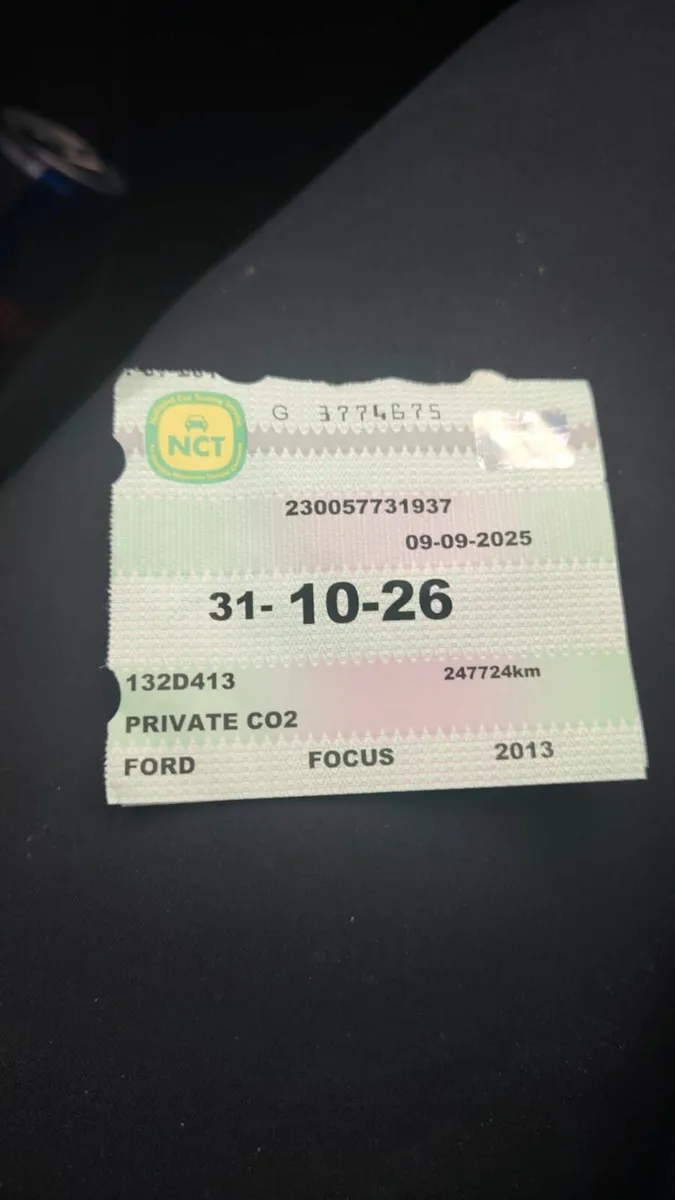 G 3774675
NCT
230057731937
09-09-2025
31- 10-26
132D413
247724km
PRIVATE CO2
FORD FOCUS 2013